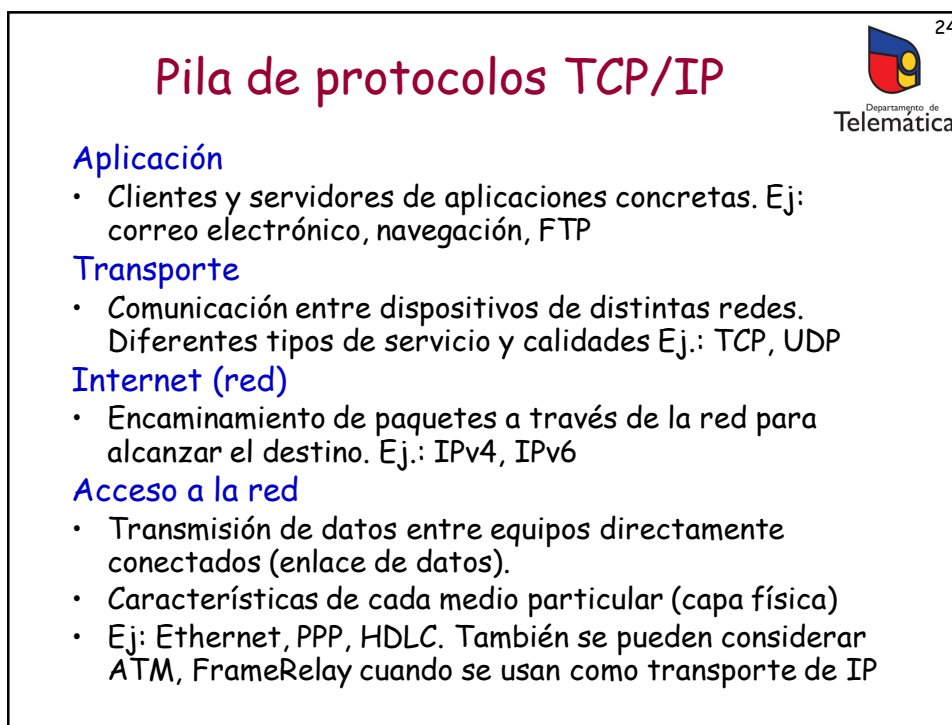 24
Pila de protocolos TCP/IP
Departamento de
Telemática
Aplicación
• Clientes y servidores de aplicaciones concretas. Ej:
correo electrónico, navegación, FTP
Transporte
• Comunicación entre dispositivos de distintas redes.
Diferentes tipos de servicio y calidades Ej.: TCP, UDP
Internet (red)
• Encaminamiento de paquetes a través de la red para
alcanzar el destino. Ej.: IPv4, IPv6
Acceso a la red
• Transmisión de datos entre equipos directamente
conectados (enlace de datos).
• Características de cada medio particular (capa física)
• Ej: Ethernet, PPP, HDLC. También se pueden considerar
ATM, FrameRelay cuando se usan como transporte de IP